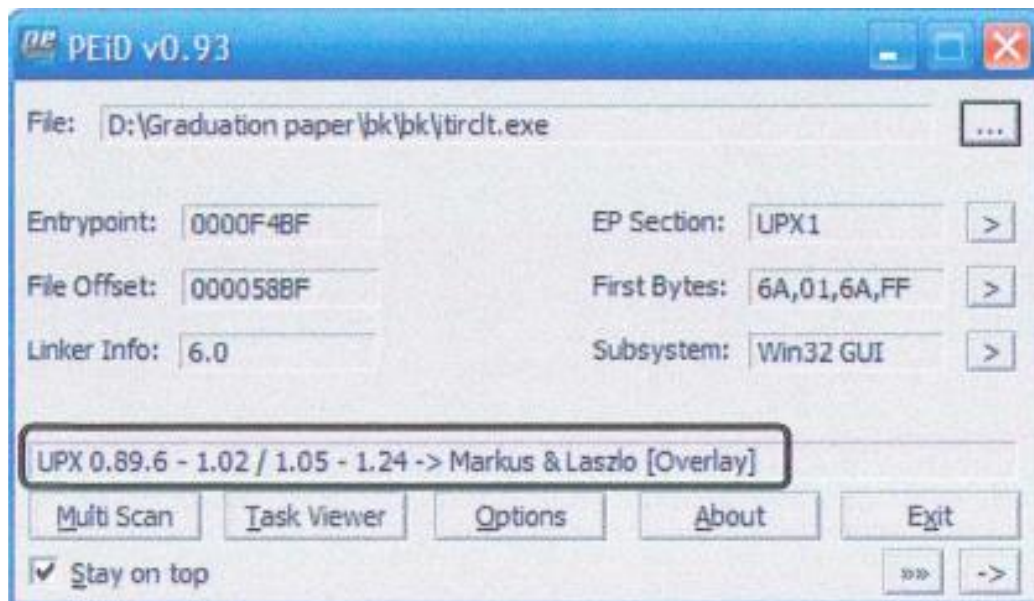 PEiD v0.93
File: D:\Graduation paper\bk\bk\tirclt.exe ...
Entrypoint: 0000F4BF EP Section: UPX1 >
File Offset: 000058BF First Bytes: 6A,01,6A,FF >
Linker Info: 6.0 Subsystem: Win32 GUI >
UPX 0.89.6 - 1.02 / 1.05 - 1.24 -> Markus & Laszlo [Overlay]
Multi Scan Task Viewer Options About Exit
Stay on top »» ->